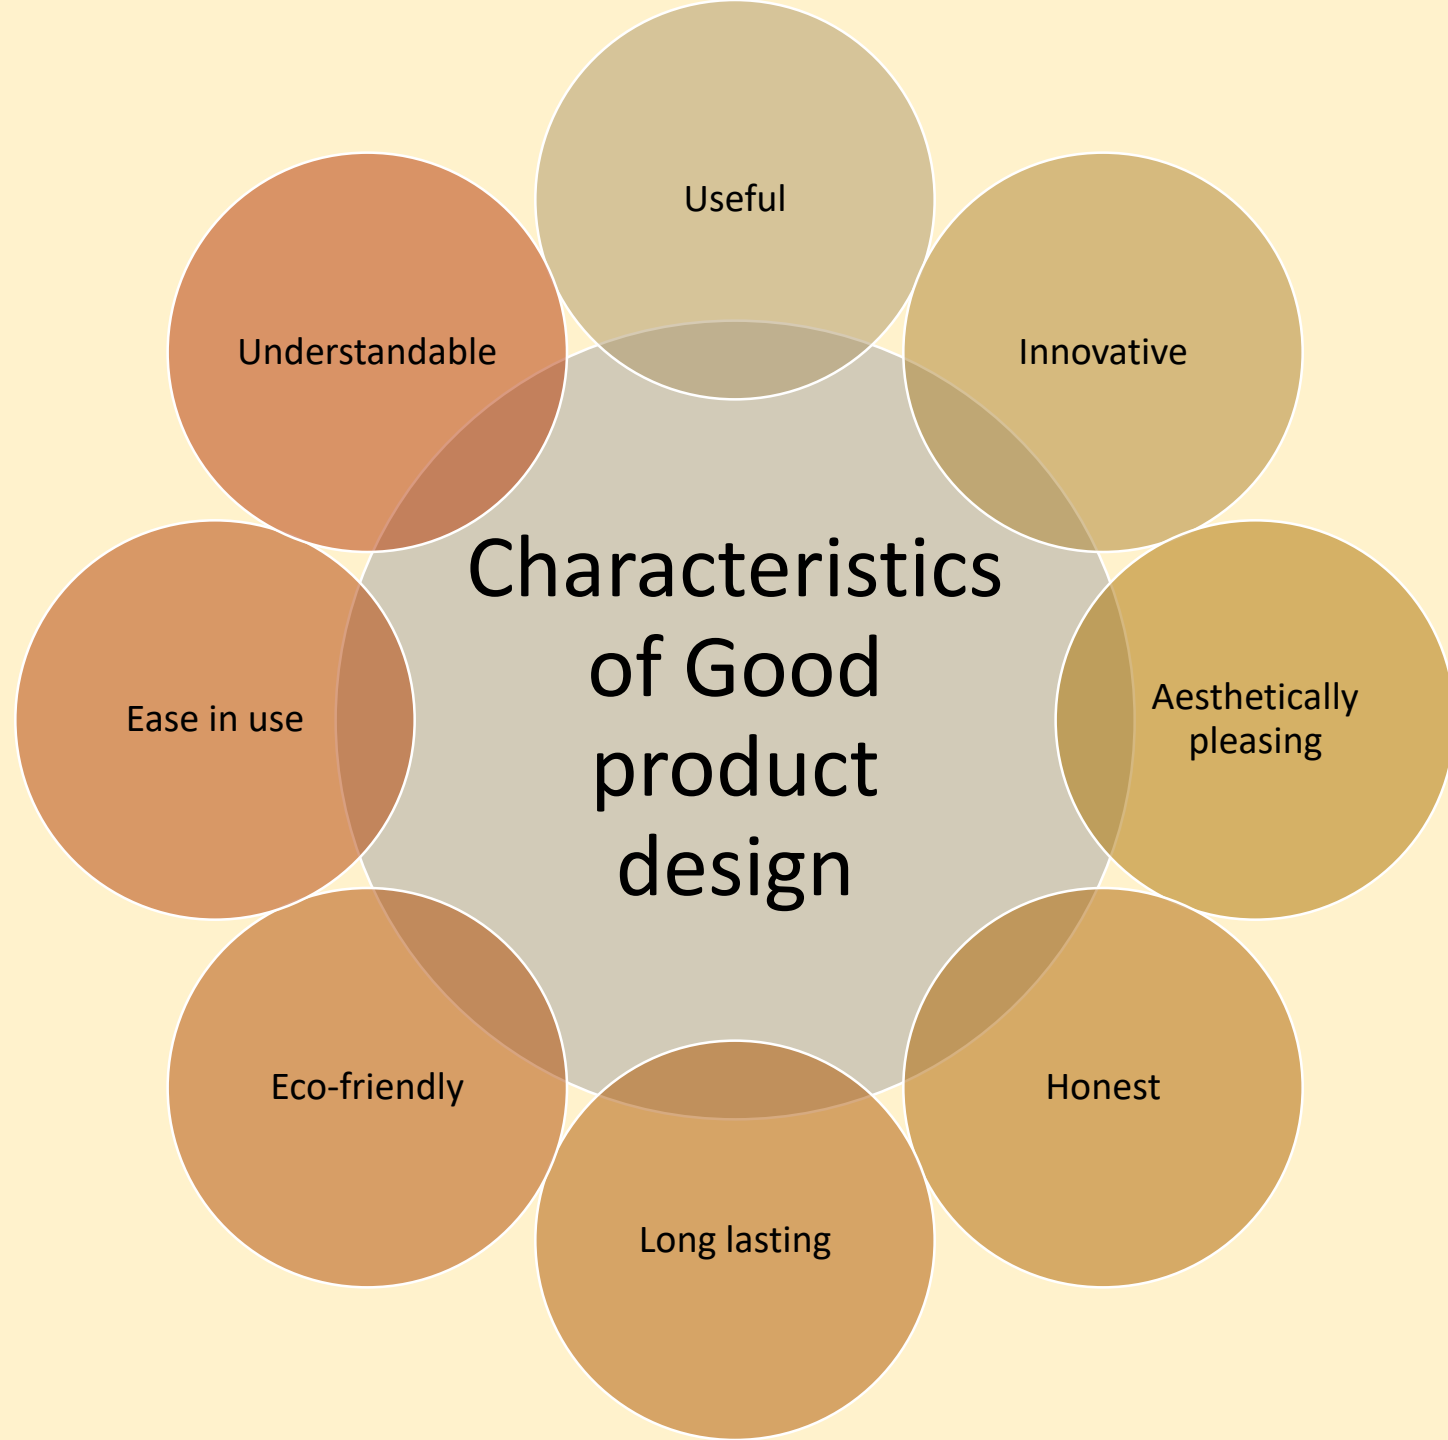 Useful
Understandable
Innovative
Characteristics
of Good
product
design
Ease in use
Aesthetically
pleasing
Eco-friendly
Honest
Long lasting